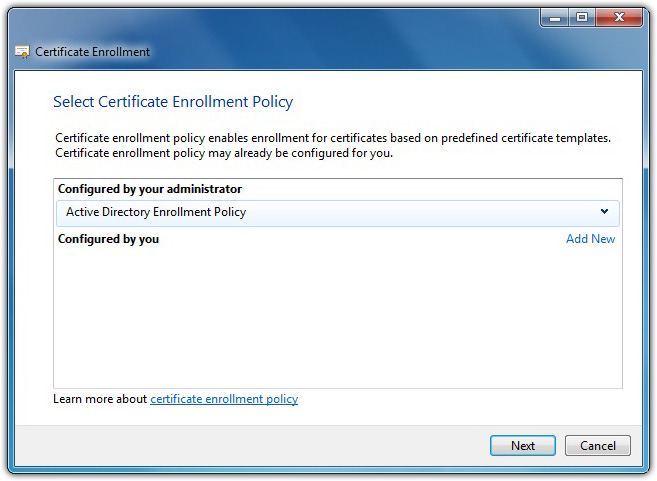 Certificate Enrollment
Select Certificate Enrollment Policy
Certificate enrollment policy enables enrollment for certificates based on predefined certificate templates.
Certificate enrollment policy may already be configured for you.
Configured by your administrator
Active Directory Enrollment Policy
Configured by you Add New
Learn more about certificate enrollment policy
Next Cancel